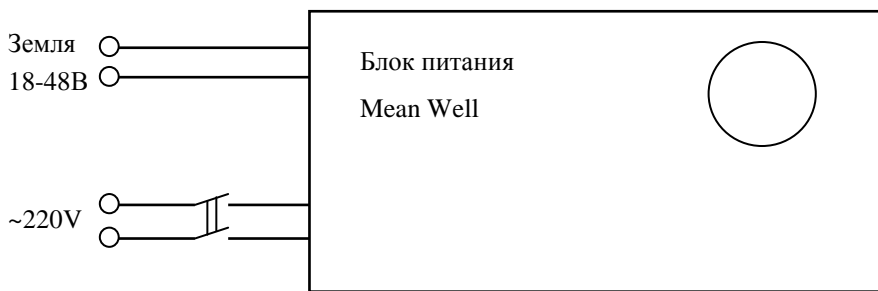 Земля
18-48В
Блок питания
Mean Well
~220V